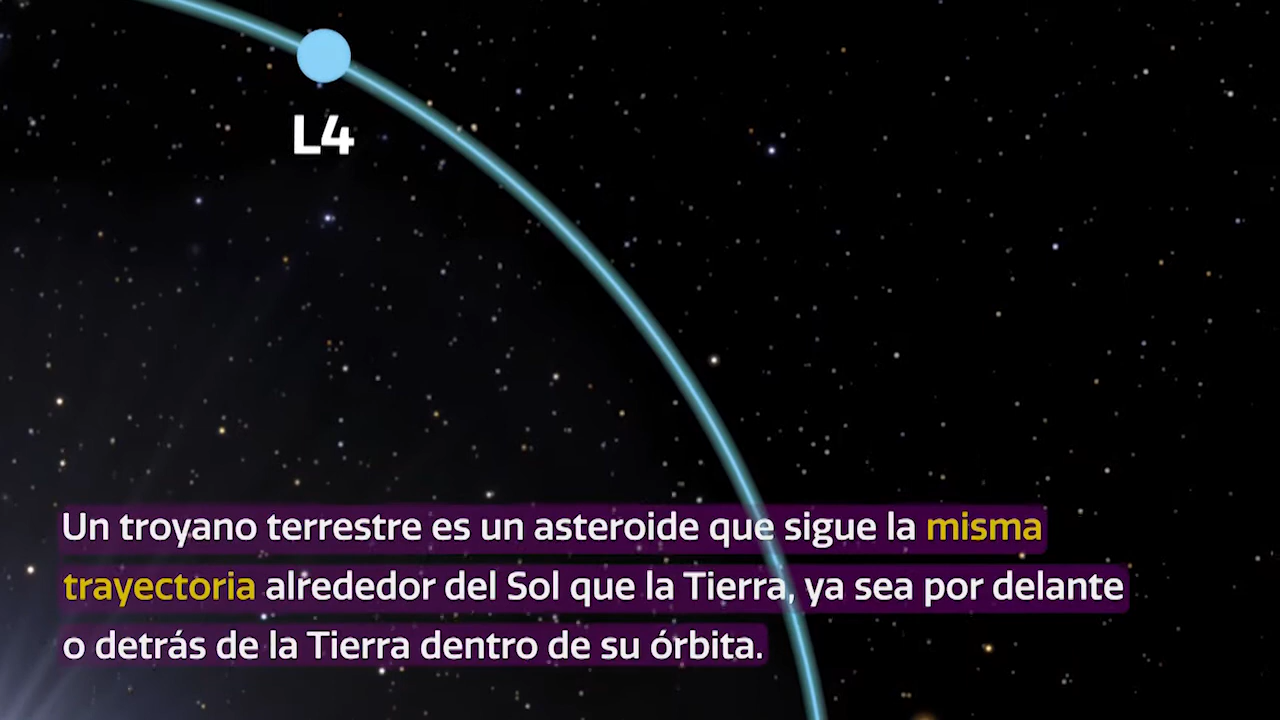 L4
Un troyano terrestre es un asteroide que sigue la misma
trayectoria alrededor del Sol que la Tierra, ya sea por delante
o detrás de la Tierra dentro de su órbita.